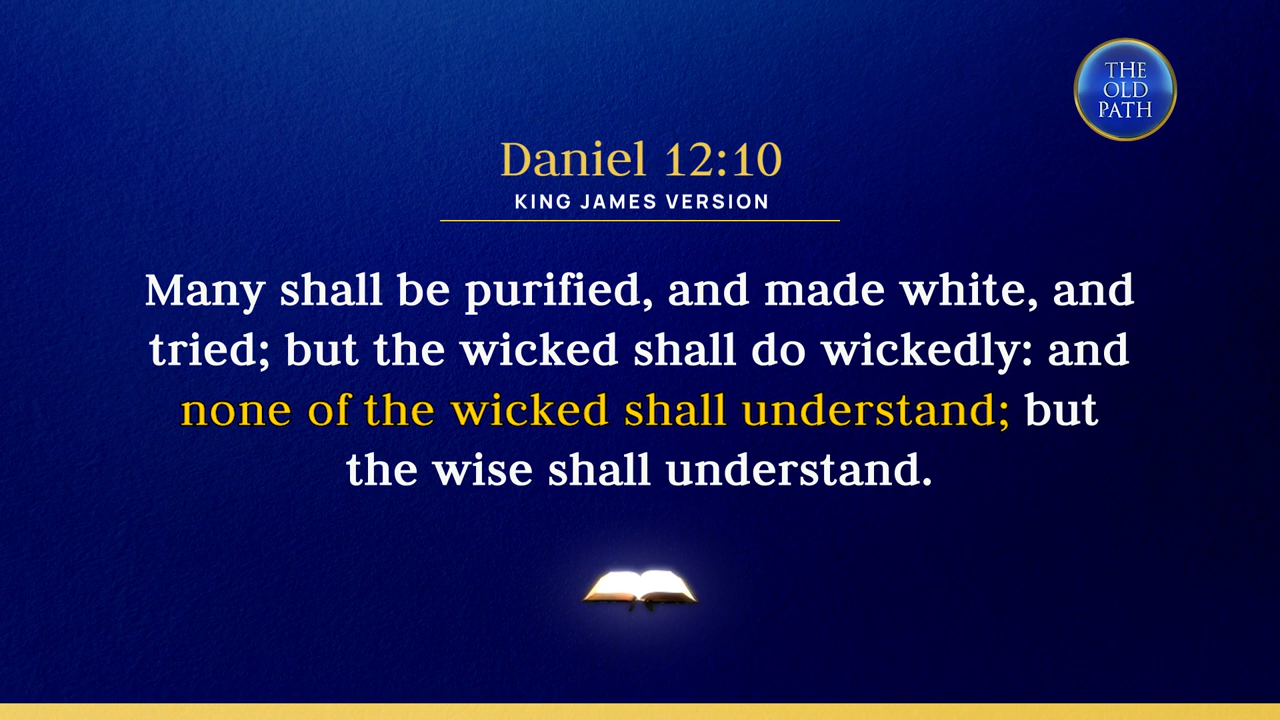 THE
OLD
PATH
Daniel 12:10
KING JAMES VERSION
Many shall be purified, and made white, and
tried; but the wicked shall do wickedly: and
none of the wicked shall understand; but
the wise shall understand.